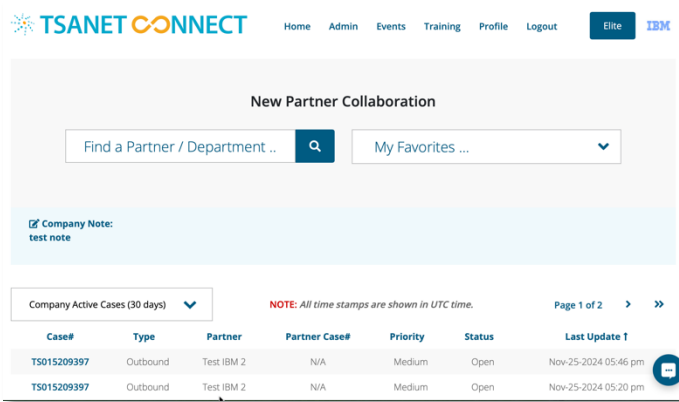 TSANET CONNECT
Home Admin Events Training Profile Logout Elite IBM
New Partner Collaboration
Find a Partner / Department .. My Favorites ...
Company Note:
test note
Company Active Cases (30 days) NOTE: All time stamps are shown in UTC time. Page 1 of 2 > >>
Case# Type Partner Partner Case# Priority Status Last Update ↑
TS015209397 Outbound Test IBM 2 N/A Medium Open Nov-25-2024 05:46 pm
TS015209397 Outbound Test IBM 2 N/A Medium Open Nov-25-2024 05:20 pm